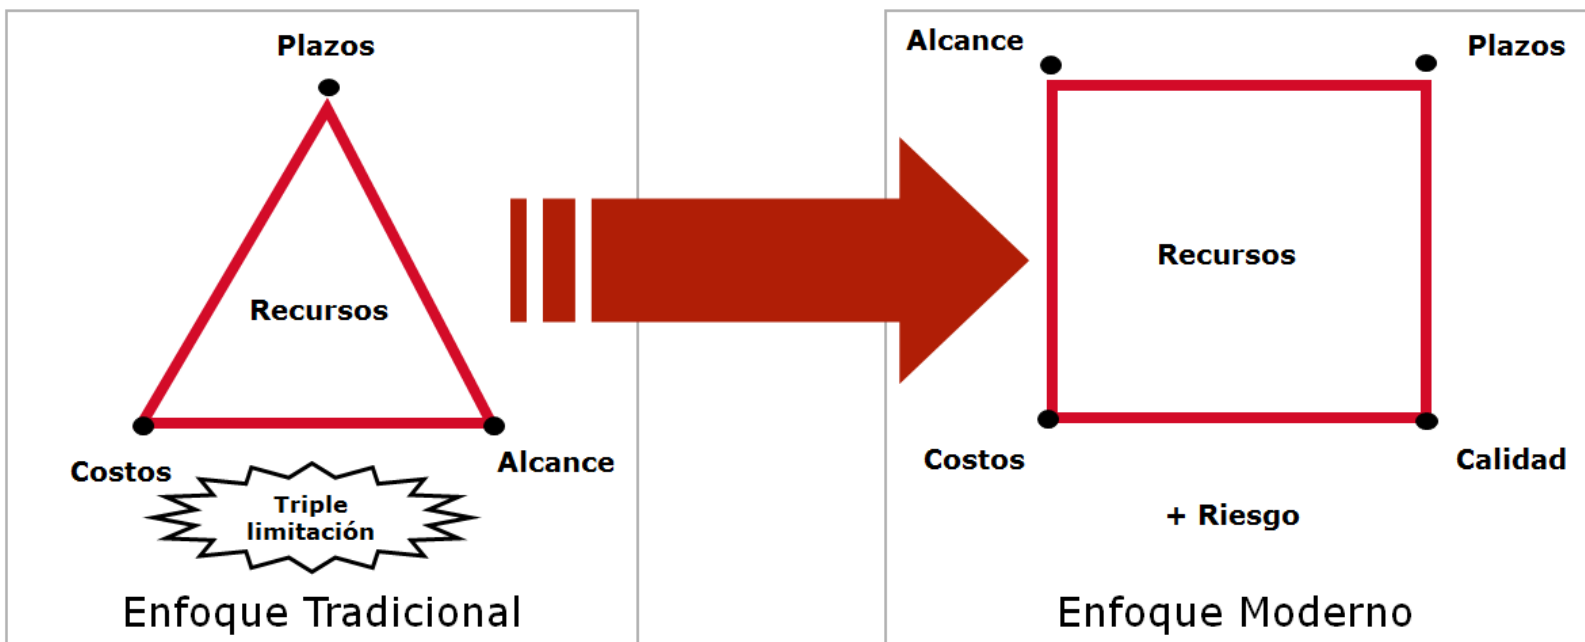 Plazos
Recursos
Costos
Alcance
Triple
limitación
Enfoque Tradicional
Alcance
Plazos
Recursos
Costos
Calidad
+ Riesgo
Enfoque Moderno